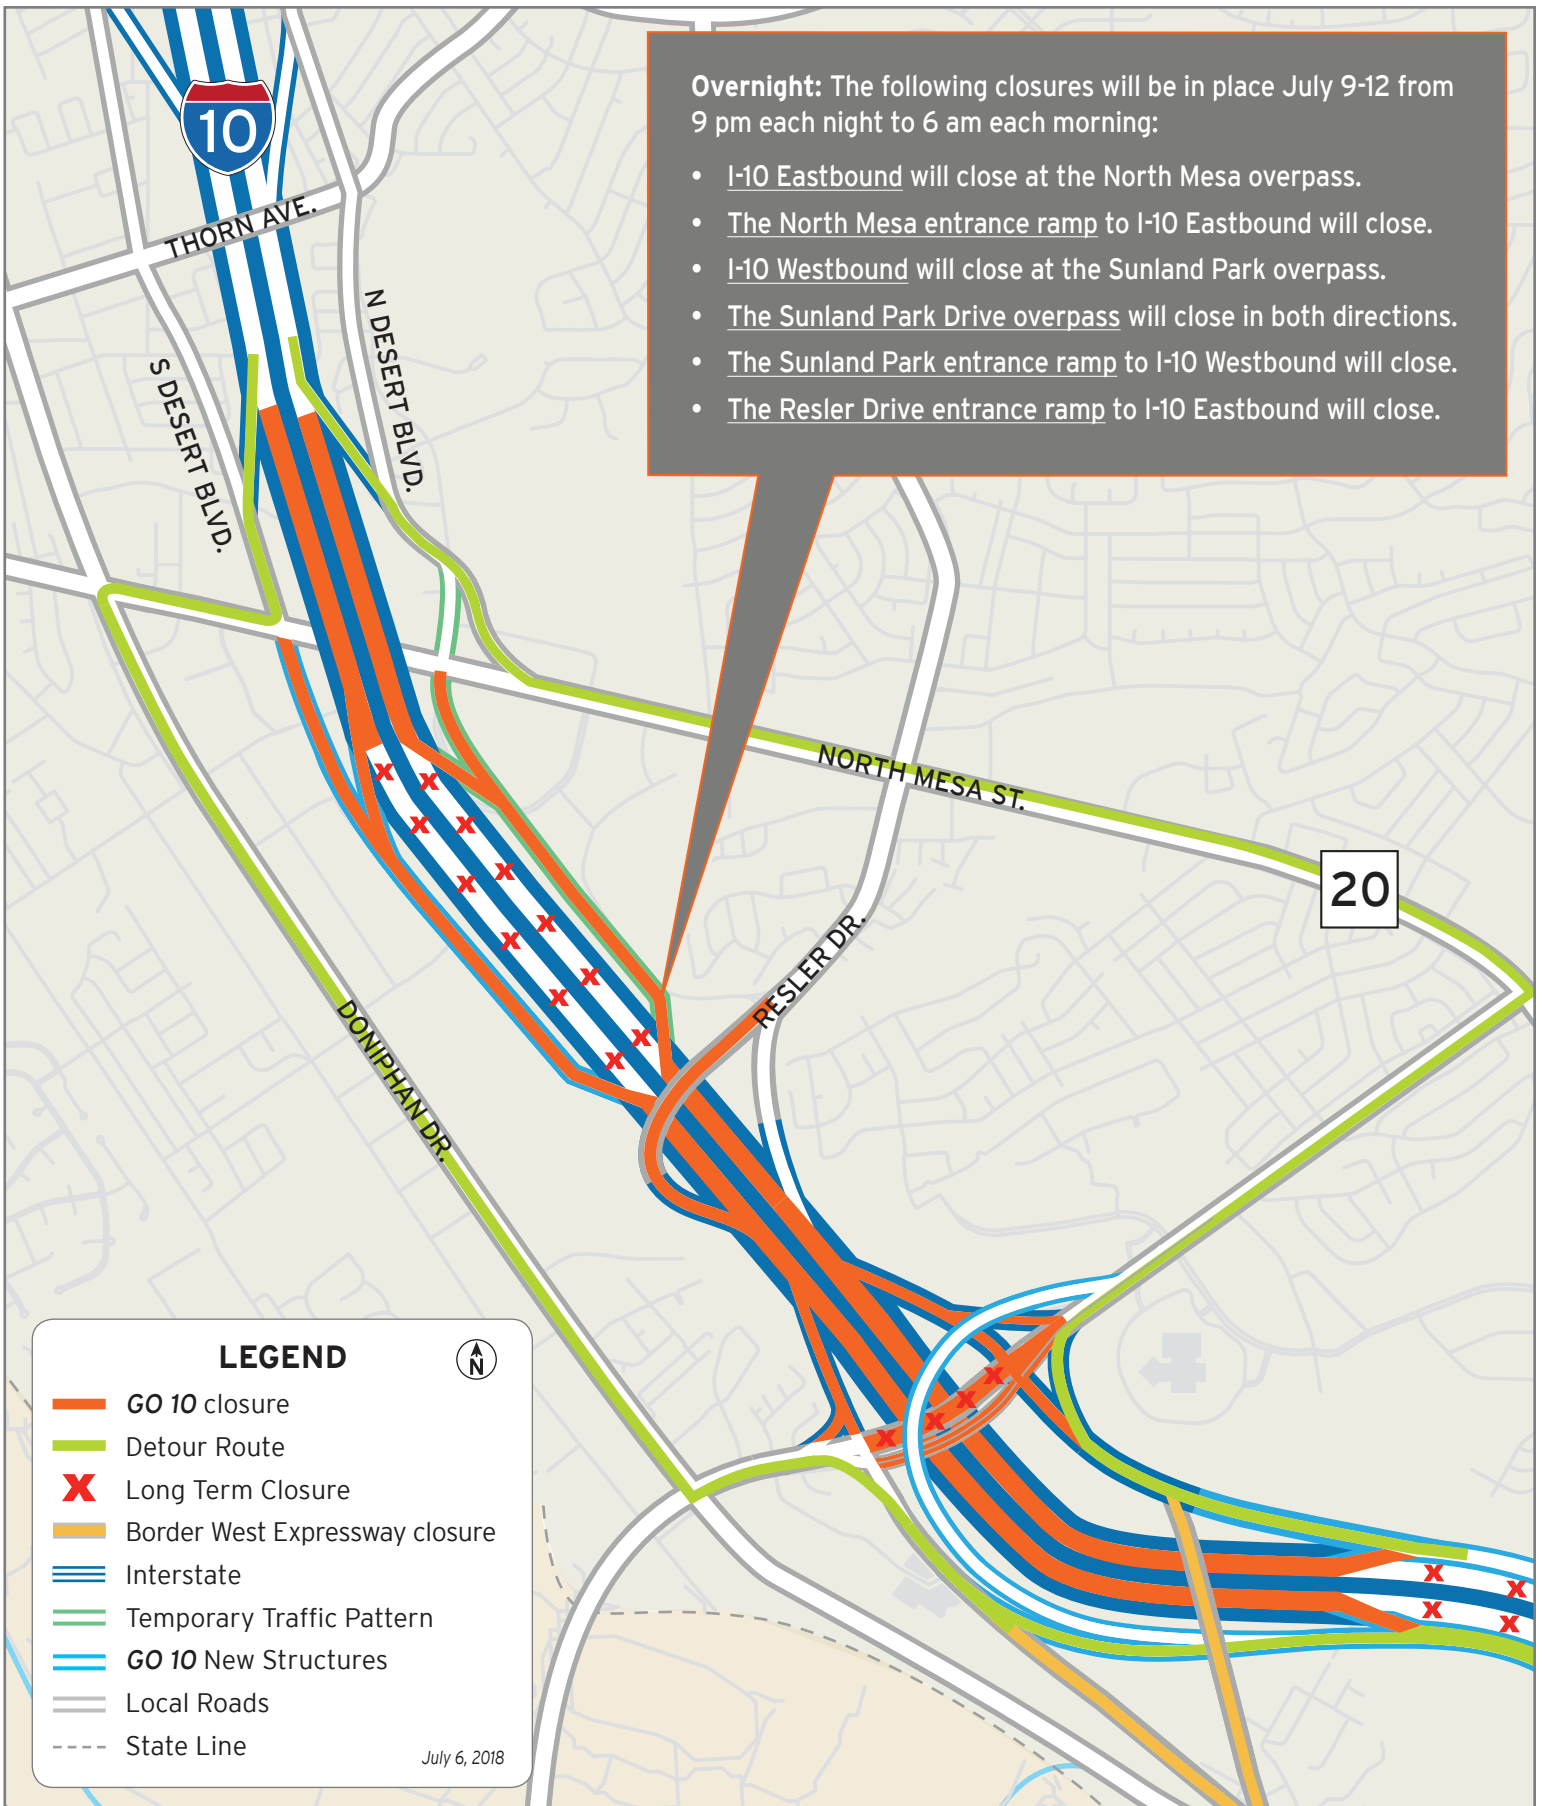 10
Overnight: The following closures will be in place July 9-12 from
9 pm each night to 6 am each morning:
• I-10 Eastbound will close at the North Mesa overpass.
• The North Mesa entrance ramp to I-10 Eastbound will close.
• I-10 Westbound will close at the Sunland Park overpass.
• The Sunland Park Drive overpass will close in both directions.
• The Sunland Park entrance ramp to I-10 Westbound will close.
• The Resler Drive entrance ramp to I-10 Eastbound will close.
THORN AVE.
N DESERT BLVD.
S DESERT BLVD.
NORTH MESA ST.
20
RESLER DR.
DONIPHAN DR.
LEGEND
N
GO 10 closure
Detour Route
X Long Term Closure
Border West Expressway closure
Interstate
Temporary Traffic Pattern
GO 10 New Structures
Local Roads
State Line
July 6, 2018